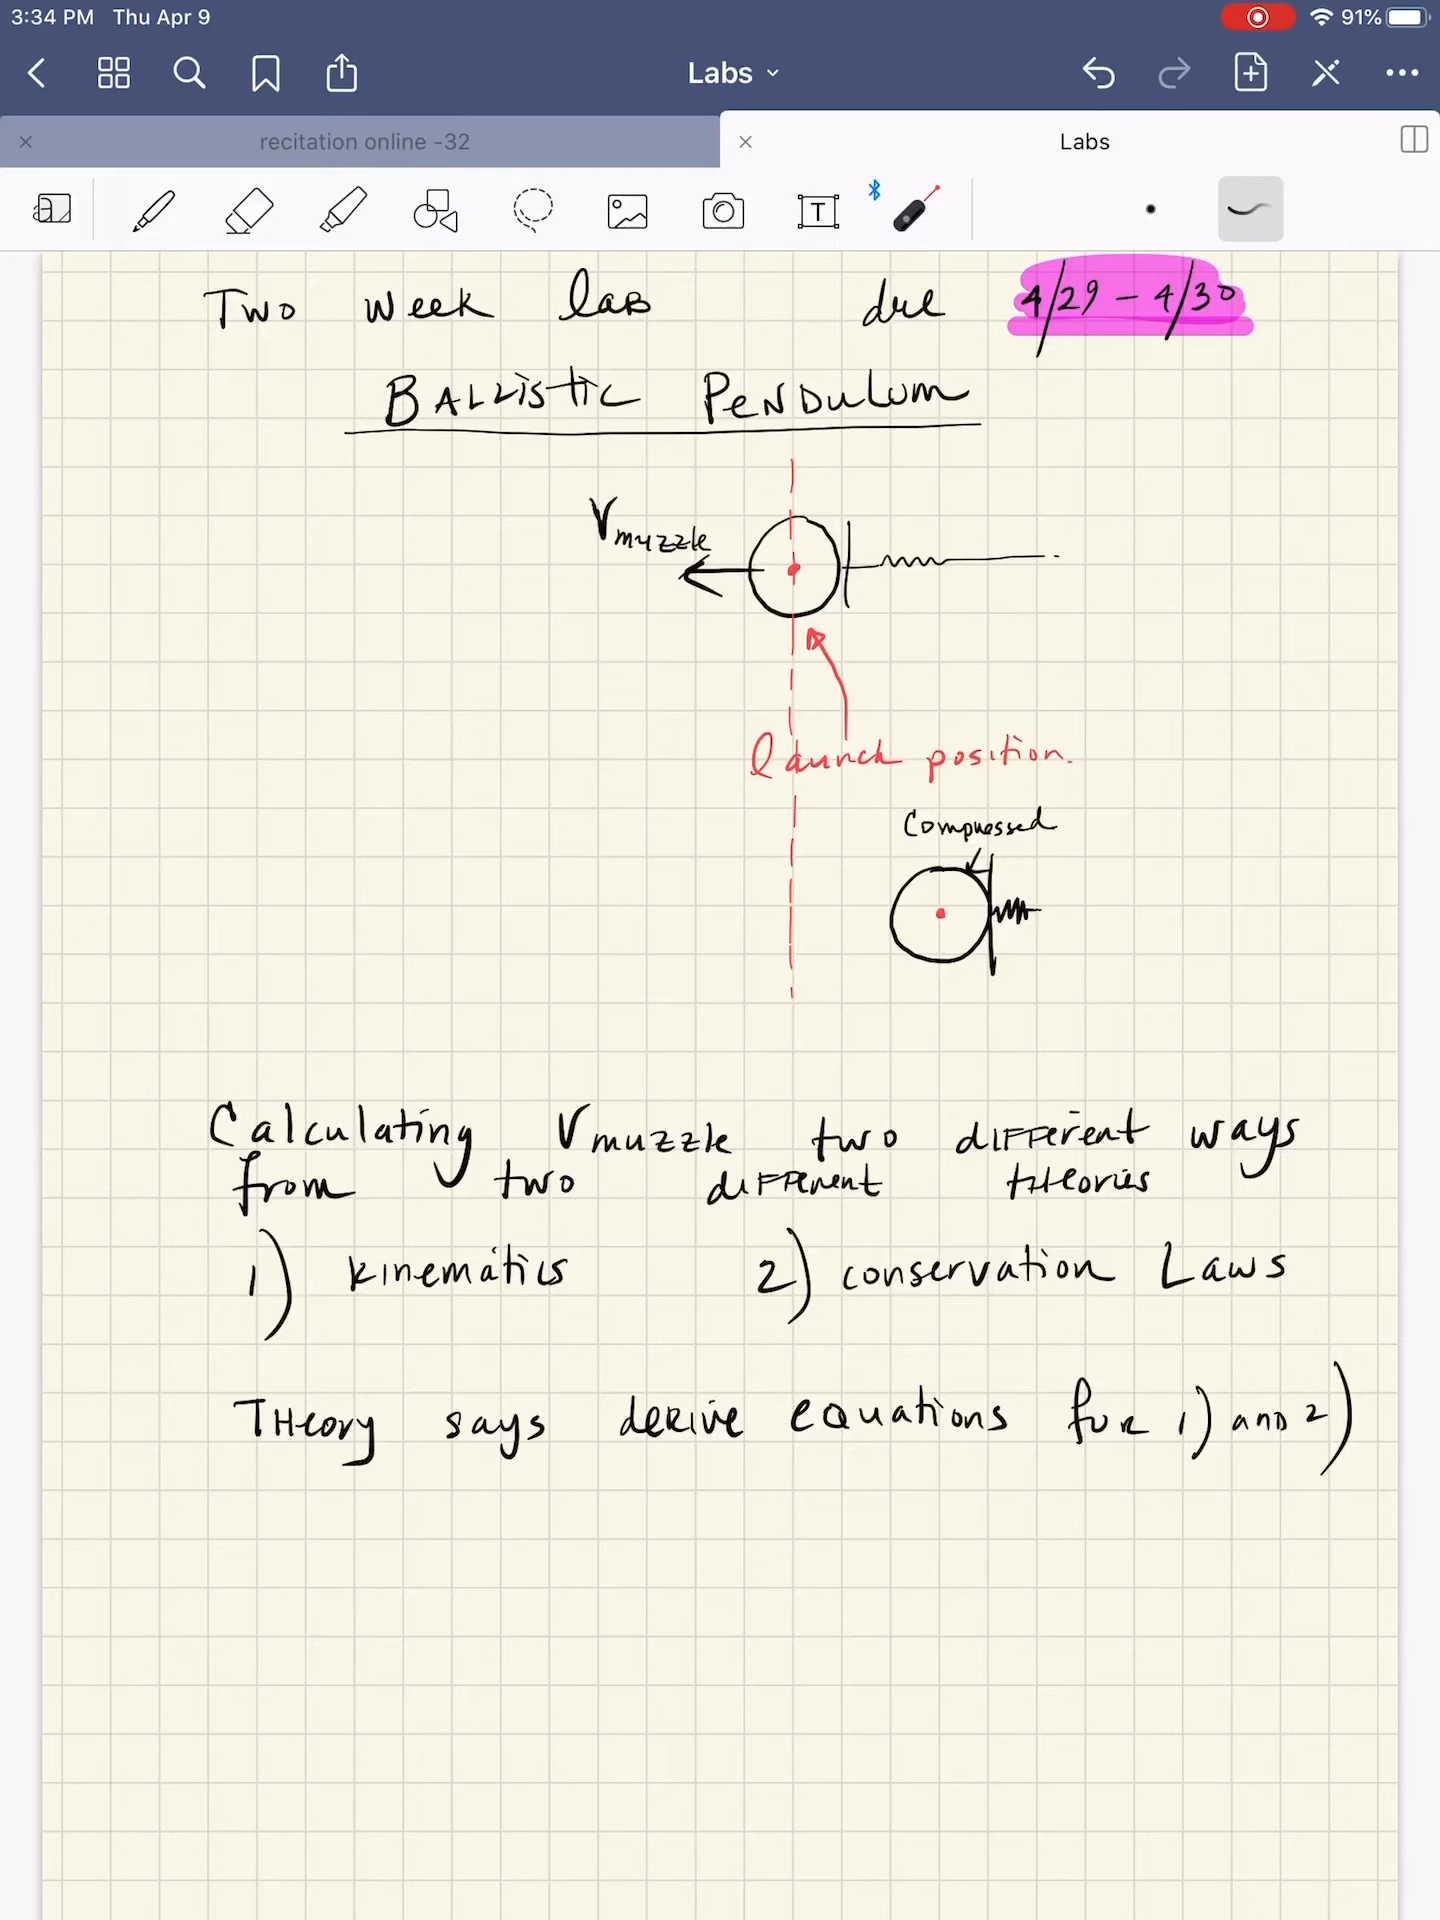 3:34 PM Thu Apr 9 91%
Labs
recitation online -32
Labs
T
Two week lab due 4/29 - 4/30
Ballistic Pendulum
Vmuzzle
launch position.
Compressed
Calculating Vmuzzle two different ways
from two different theories
1) kinematics 2) conservation Laws
Theory says derive equations for 1) and 2)